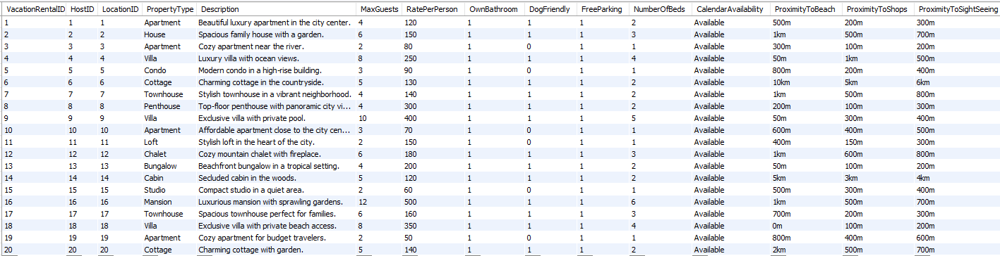 VacationRentalID HostID LocationID PropertyType Description MaxGuests RatePerPerson OwnBathroom DogFriendly FreeParking NumberOfBeds CalendarAvailability ProximityToBeach ProximityToShops ProximityToSightSeeing
1 1 1 Apartment Beautiful luxury apartment in the city center. 4 120 1 1 1 2 Available 500m 200m 300m
2 2 2 House Spacious family house with a garden. 6 150 1 1 1 3 Available 1km 500m 700m
3 3 3 Apartment Cozy apartment near the river. 2 80 1 0 1 1 Available 300m 100m 200m
4 4 4 Villa Luxury villa with ocean views. 8 250 1 1 1 4 Available 50m 1km 500m
5 5 5 Condo Modern condo in a high-rise building. 3 90 1 0 1 1 Available 800m 200m 400m
6 6 6 Cottage Charming cottage in the countryside. 5 130 1 1 1 2 Available 10km 5km 6km
7 7 7 Townhouse Stylish townhouse in a vibrant neighborhood. 4 140 1 1 1 2 Available 1km 500m 800m
8 8 8 Penthouse Top-floor penthouse with panoramic city vi... 4 300 1 1 1 2 Available 200m 100m 300m
9 9 9 Villa Exclusive villa with private pool. 10 400 1 1 1 5 Available 50m 300m 400m
10 10 10 Apartment Affordable apartment close to the city cen... 3 70 1 0 1 1 Available 600m 400m 500m
11 11 11 Loft Stylish loft in the heart of the city. 2 150 1 0 1 1 Available 400m 150m 300m
12 12 12 Chalet Cozy mountain chalet with fireplace. 6 180 1 1 1 3 Available 1km 600m 800m
13 13 13 Bungalow Beachfront bungalow in a tropical setting. 4 200 1 1 1 2 Available 50m 100m 200m
14 14 14 Cabin Secluded cabin in the woods. 5 120 1 1 1 2 Available 5km 3km 4km
15 15 15 Studio Compact studio in a quiet area. 2 60 1 0 1 1 Available 500m 300m 400m
16 16 16 Mansion Luxurious mansion with sprawling gardens. 12 500 1 1 1 6 Available 1km 500m 700m
17 17 17 Townhouse Spacious townhouse perfect for families. 6 160 1 1 1 3 Available 700m 200m 300m
18 18 18 Villa Exclusive villa with private beach access. 8 350 1 1 1 4 Available 0m 100m 200m
19 19 19 Apartment Cozy apartment for budget travelers. 2 50 1 0 1 1 Available 800m 400m 600m
20 20 20 Cottage Charming cottage with garden. 5 140 1 1 1 2 Available 2km 500m 700m